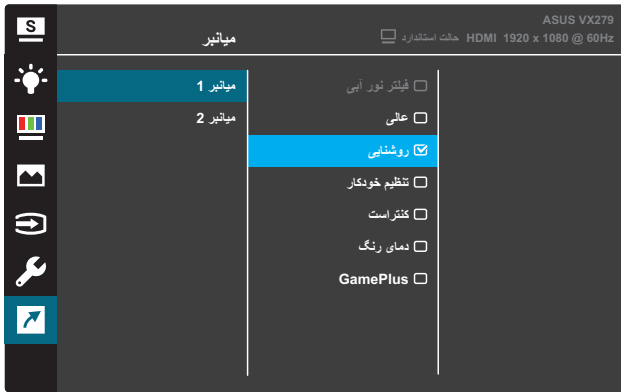 S
ASUS VX279
میانبر
حالت استاندارد HDMI 1920 x 1080 @ 60Hz
میانبر 1
میانبر 2
فیلتر نور آبی
عالی
روشنایی
تنظیم خودکار
کنتراست
دمای رنگ
GamePlus